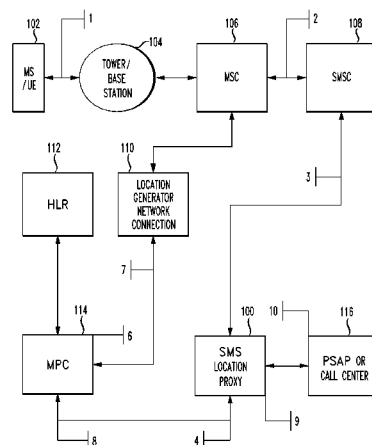 1
2
102
104
106
108
MS
/UE
TOWER/
BASE
STATION
MSC
SMSC
112
110
3
HLR
LOCATION
GENERATOR
NETWORK
CONNECTION
7
114
100
10
116
6
MPC
SMS
LOCATION
PROXY
PSAP OR
CALL CENTER
9
8
4